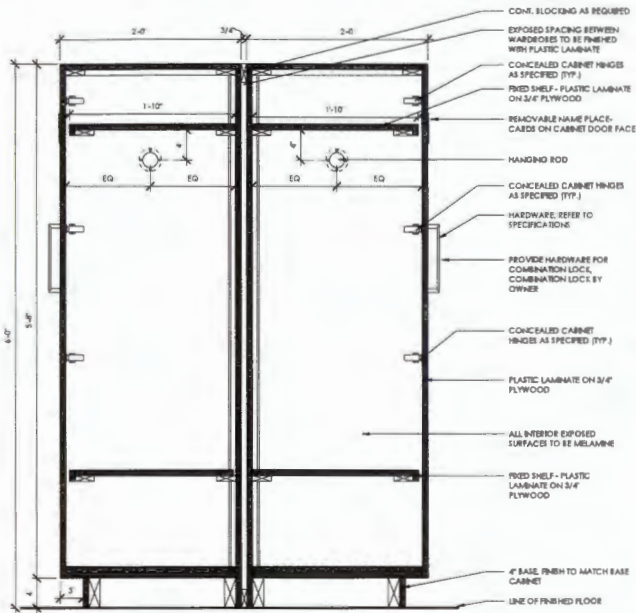 CONT. BLOCKING AS REQUIRED
2'-0"
3/4"
2'-0"
EXPOSED SPACING BETWEEN
WARDROBES TO BE FINISHED
WITH PLASTIC LAMINATE
CONCEALED CABINET HINGES
AS SPECIFIED (TYP.)
1'-10"
1'-10"
FIXED SHELF - PLASTIC LAMINATE
ON 3/4" PLYWOOD
REMOVABLE NAME PLACE-
CARDS ON CABINET DOOR FACE
4"
4"
HANGING ROD
EQ
EQ
EQ
EQ
CONCEALED CABINET HINGES
AS SPECIFIED (TYP.)
HARDWARE, REFER TO
SPECIFICATIONS
PROVIDE HARDWARE FOR
COMBINATION LOCK,
COMBINATION LOCK BY
OWNER
6'-0"
5'-8"
CONCEALED CABINET
HINGES AS SPECIFIED (TYP.)
PLASTIC LAMINATE ON 3/4"
PLYWOOD
ALL INTERIOR EXPOSED
SURFACES TO BE MELAMINE
FIXED SHELF - PLASTIC
LAMINATE ON 3/4"
PLYWOOD
4" BASE, FINISH TO MATCH BASE
CABINET
4"
3"
LINE OF FINISHED FLOOR